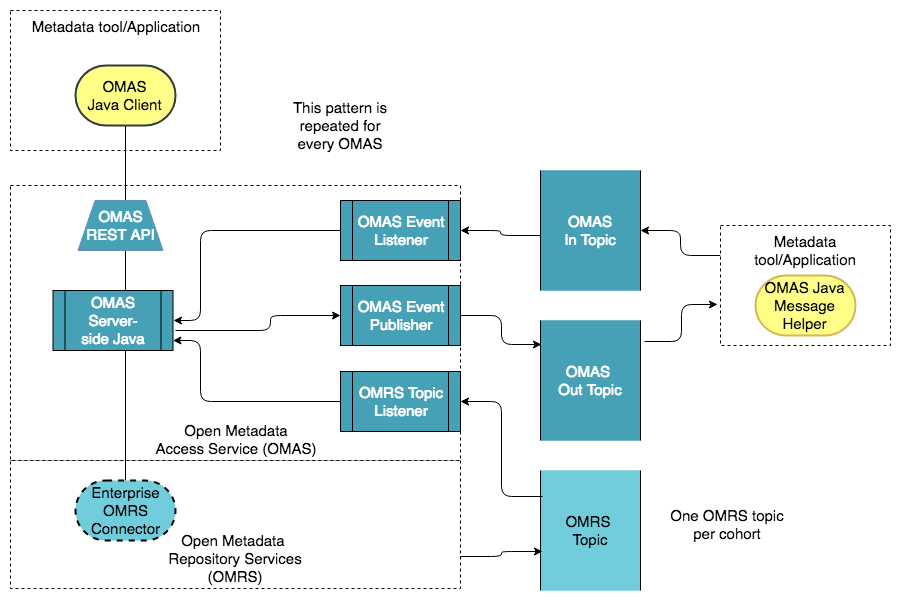 Metadata tool/Application
OMAS
Java Client
This pattern is
repeated for
every OMAS
OMAS
REST API
OMAS Event
Listener
OMAS
In Topic
Metadata
tool/Application
OMAS Java
Message
Helper
OMAS
Server-
side Java
OMAS Event
Publisher
OMAS
Out Topic
OMRS Topic
Listener
Open Metadata
Access Service (OMAS)
Enterprise
OMRS
Connector
Open Metadata
Repository Services
(OMRS)
OMRS
Topic
One OMRS topic
per cohort